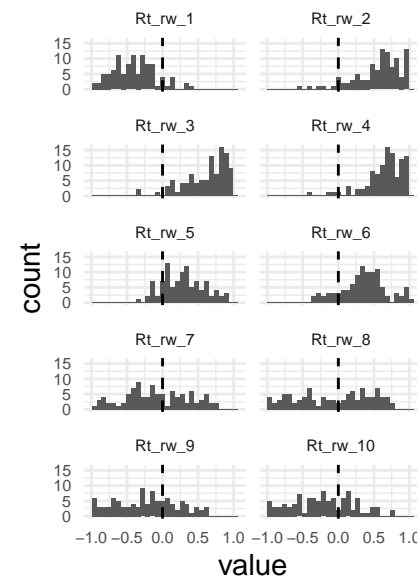 Rt_rw_1 Rt_rw_2
15
10
5
0
Rt_rw_3 Rt_rw_4
15
10
5
0
Rt_rw_5 Rt_rw_6
15
10
5
0
Rt_rw_7 Rt_rw_8
15
10
5
0
Rt_rw_9 Rt_rw_10
15
10
5
0
−1.0 −0.5 0.0 0.5 1.0 −1.0 −0.5 0.0 0.5 1.0
value
count